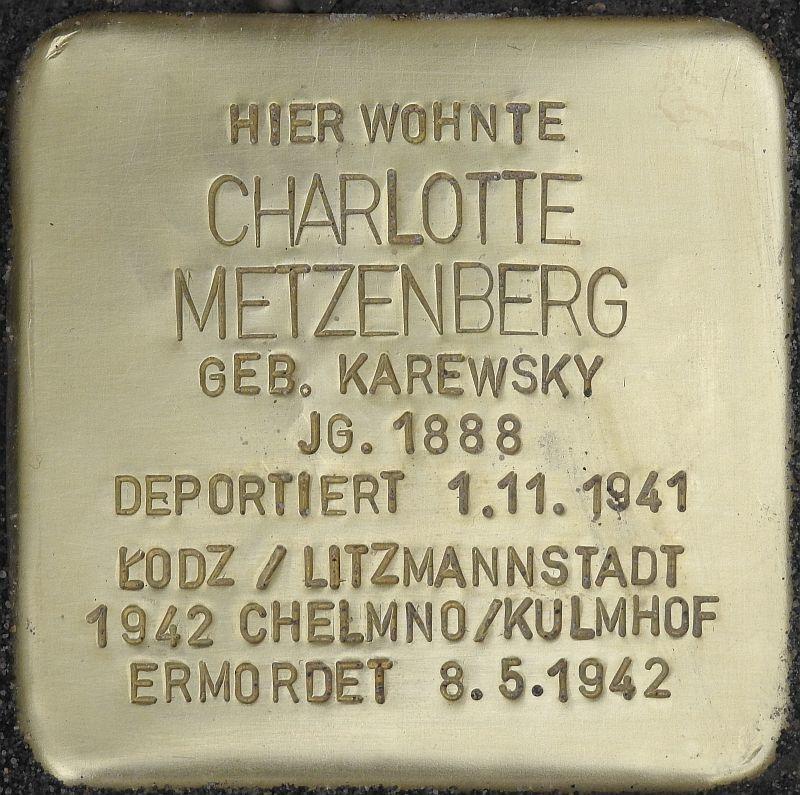 HIER WOHNTE
CHARLOTTE
METZENBERG
GEB. KAREWSKY
JG. 1888
DEPORTIERT 1.11.1941
ŁODZ / LITZMANNSTADT
1942 CHELMNO/KULMHOF
ERMORDET 8.5.1942